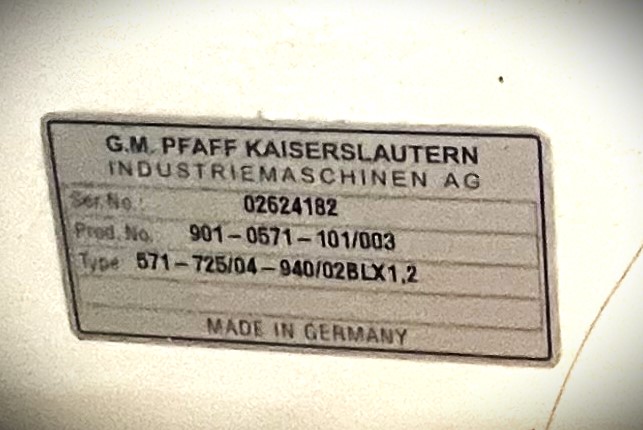 G.M. PFAFF KAISERSLAUTERN
INDUSTRIEMASCHINEN AG
Ser.No.: 02624182
Prod.No. 901-0571-101/003
Type 571-725/04-940/02BLX1,2
MADE IN GERMANY